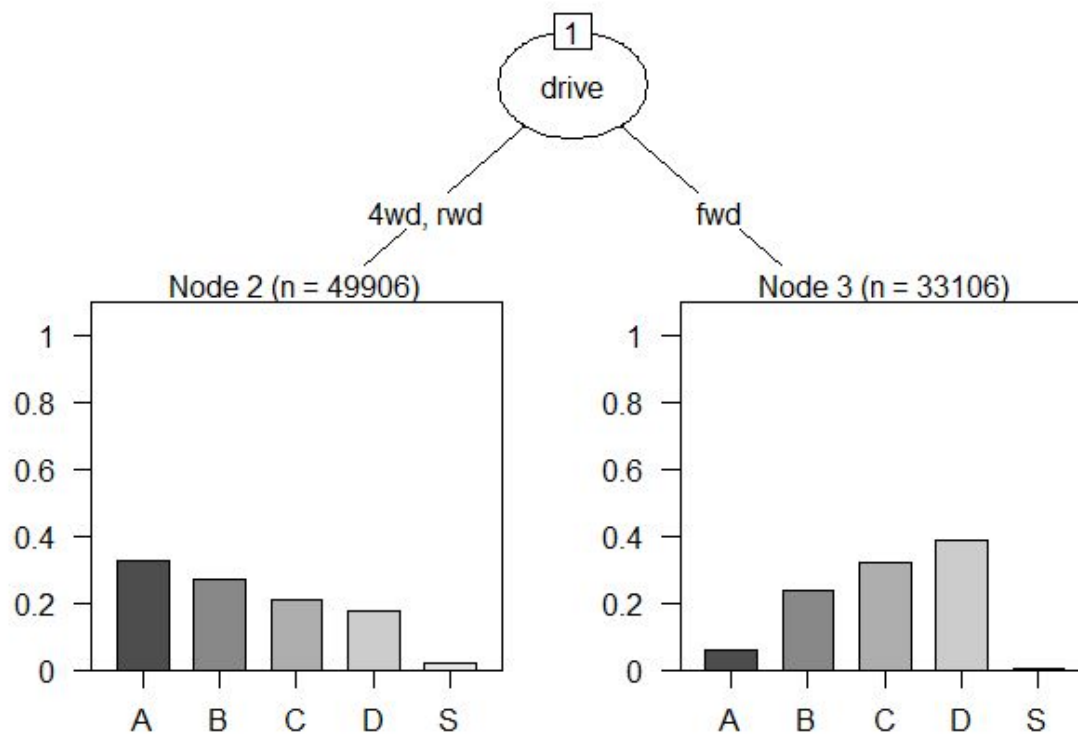 1
drive
4wd, rwd
fwd
Node 2 (n = 49906)
1
0.8
0.6
0.4
0.2
0
A B C D S
Node 3 (n = 33106)
1
0.8
0.6
0.4
0.2
0
A B C D S